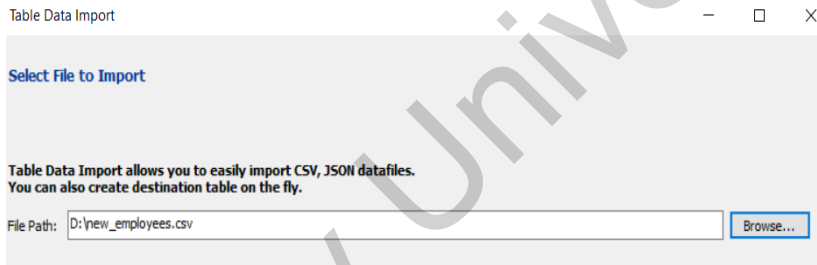 Table Data Import
Select File to Import
Table Data Import allows you to easily import CSV, JSON datafiles.
You can also create destination table on the fly.
File Path: D:\new_employees.csv Browse...